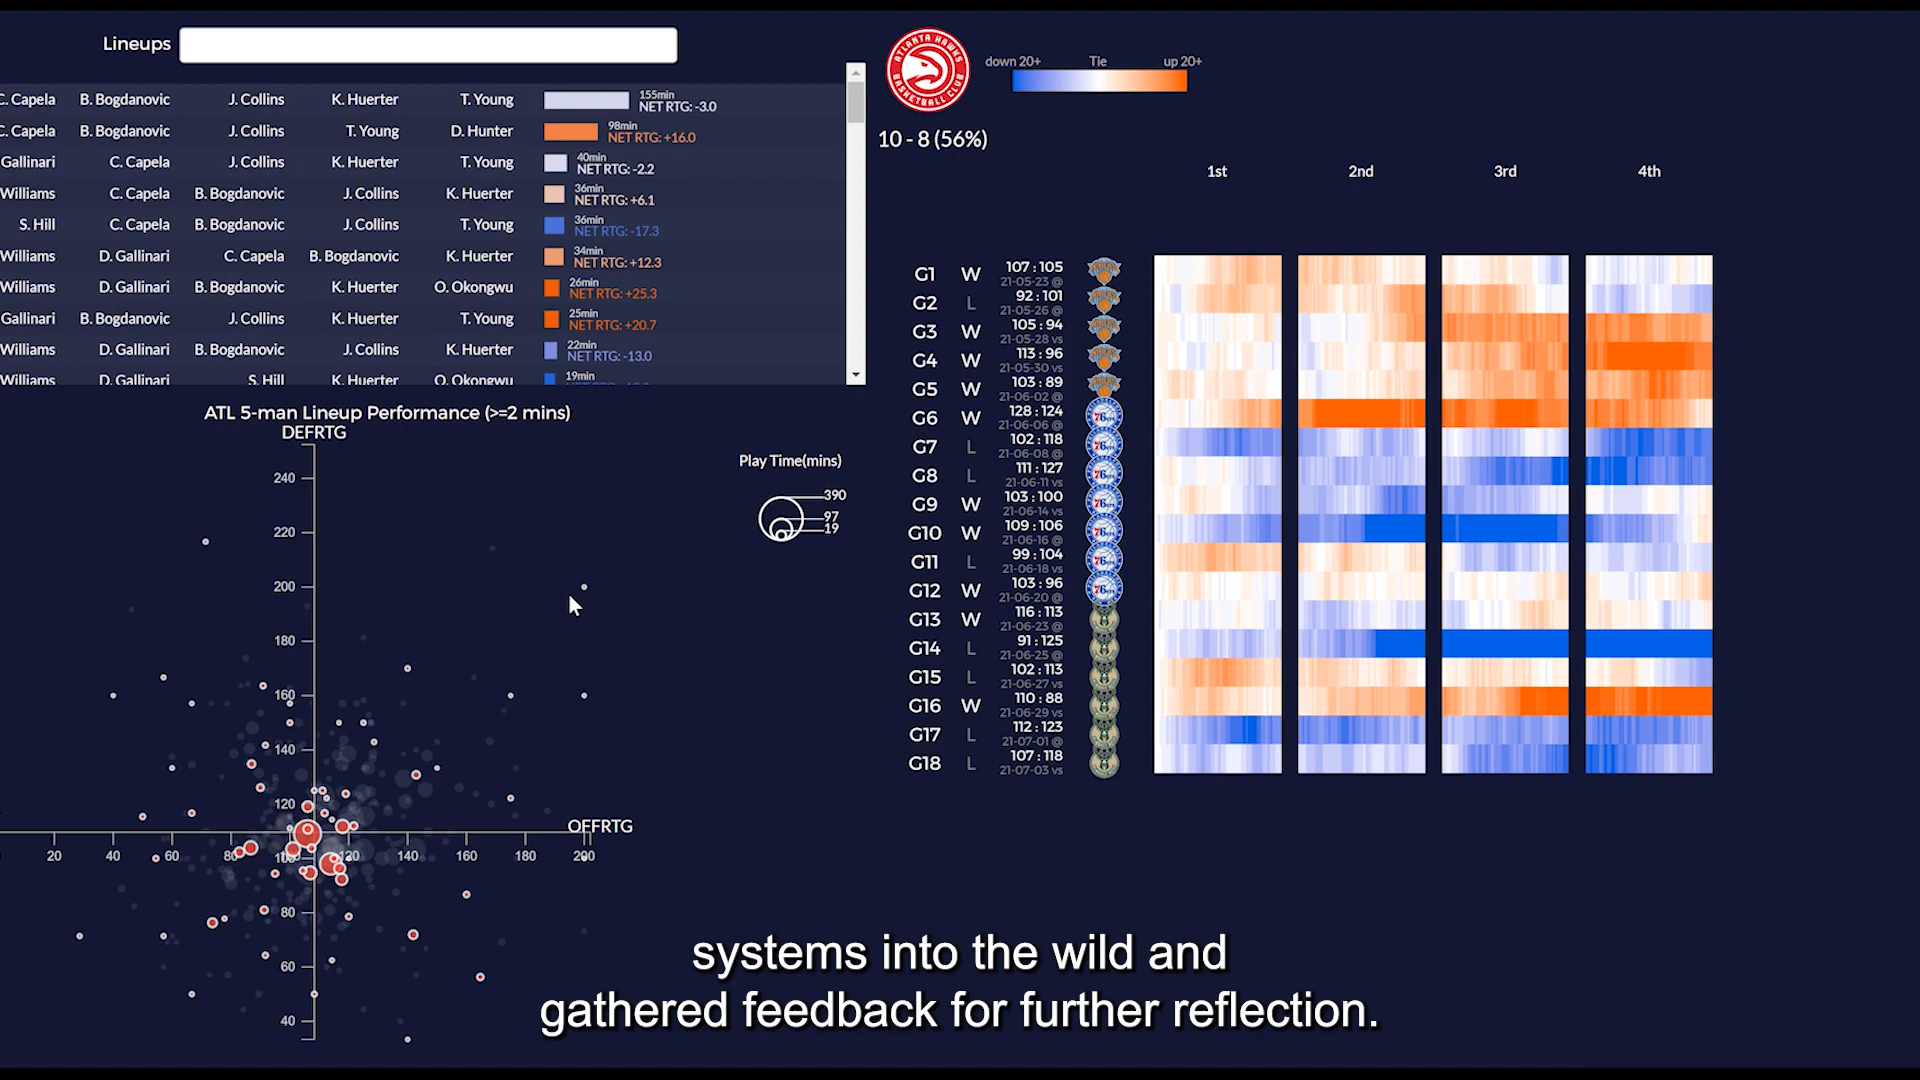 Lineups
C. Capela B. Bogdanovic J. Collins K. Huerter T. Young 155min NET RTG: -3.0
C. Capela B. Bogdanovic J. Collins T. Young D. Hunter 98min NET RTG: +16.0
Gallinari C. Capela J. Collins K. Huerter T. Young 40min NET RTG: -2.2
Williams C. Capela B. Bogdanovic J. Collins K. Huerter 36min NET RTG: +6.1
S. Hill C. Capela B. Bogdanovic J. Collins T. Young 36min NET RTG: -17.3
Williams D. Gallinari C. Capela B. Bogdanovic K. Huerter 34min NET RTG: +12.3
Williams D. Gallinari B. Bogdanovic K. Huerter O. Okongwu 26min NET RTG: +25.3
Gallinari B. Bogdanovic J. Collins K. Huerter T. Young 25min NET RTG: +20.7
Williams D. Gallinari B. Bogdanovic J. Collins K. Huerter 22min NET RTG: -13.0
Williams D. Gallinari S. Hill K. Huerter O. Okongwu 19min
ATL 5-man Lineup Performance (>=2 mins)
DEFRTG
240
220
200
180
160
140
120
100
80
60
40
Play Time(mins)
390
97
19
OFFRTG
20 40 60 80 120 140 160 180 200
ATLANTA HAWKS
BASKETBALL CLUB
down 20+ Tie up 20+
10 - 8 (56%)
1st 2nd 3rd 4th
G1 W 107 : 105
21-05-23 @
G2 L 92 : 101
21-05-26 @
G3 W 105 : 94
21-05-28 vs
G4 W 113 : 96
21-05-30 vs
G5 W 103 : 89
21-06-02 @
G6 W 128 : 124 76ers
21-06-06 @
G7 L 102 : 118 76ers
21-06-08 @
G8 L 111 : 127 76ers
21-06-11 vs
G9 W 103 : 100 76ers
21-06-14 vs
G10 W 109 : 106 76ers
21-06-16 @
G11 L 99 : 104 76ers
21-06-18 vs
G12 W 103 : 96 76ers
21-06-20 @
G13 W 116 : 113
21-06-23 @
G14 L 91 : 125
21-06-25 @
G15 L 102 : 113
21-06-27 vs
G16 W 110 : 88
21-06-29 vs
G17 L 112 : 123
21-07-01 @
G18 L 107 : 118
21-07-03 vs
systems into the wild and
gathered feedback for further reflection.